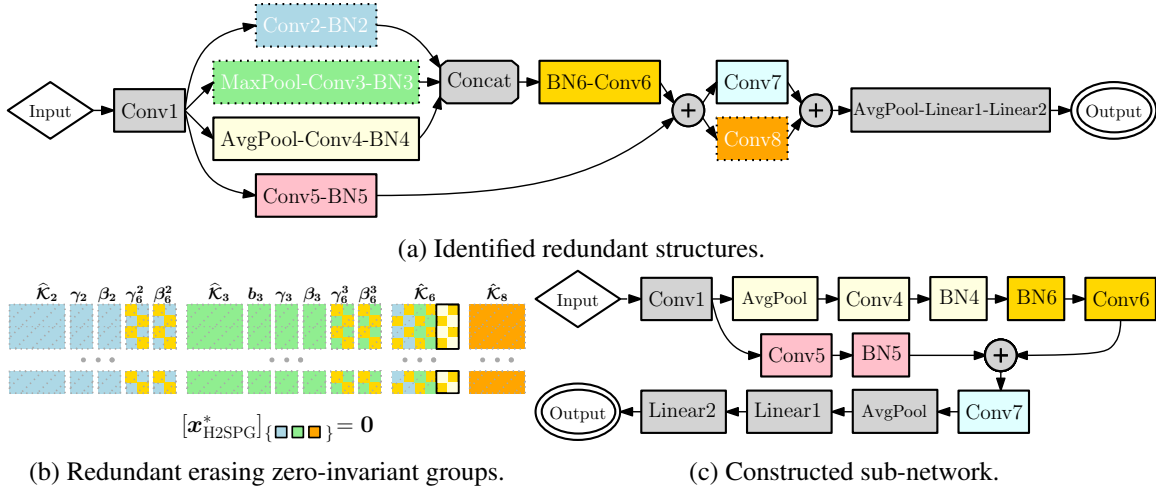 Conv2-BN2
MaxPool-Conv3-BN3
Concat
BN6-Conv6
Conv7
Input
Conv1
+
+
AvgPool-Linear1-Linear2
Output
AvgPool-Conv4-BN4
Conv8
Conv5-BN5
(a) Identified redundant structures.
𝒦̂₂ γ₂ β₂ γ₆² β₆² 𝒦̂₃ b₃ γ₃ β₃ γ₆³ β₆³ 𝒦̂₆ 𝒦̂₈
[x*_H2SPG]_{ } = 0
(b) Redundant erasing zero-invariant groups.
Input
Conv1
AvgPool
Conv4
BN4
BN6
Conv6
Conv5
BN5
+
Output
Linear2
Linear1
AvgPool
Conv7
(c) Constructed sub-network.